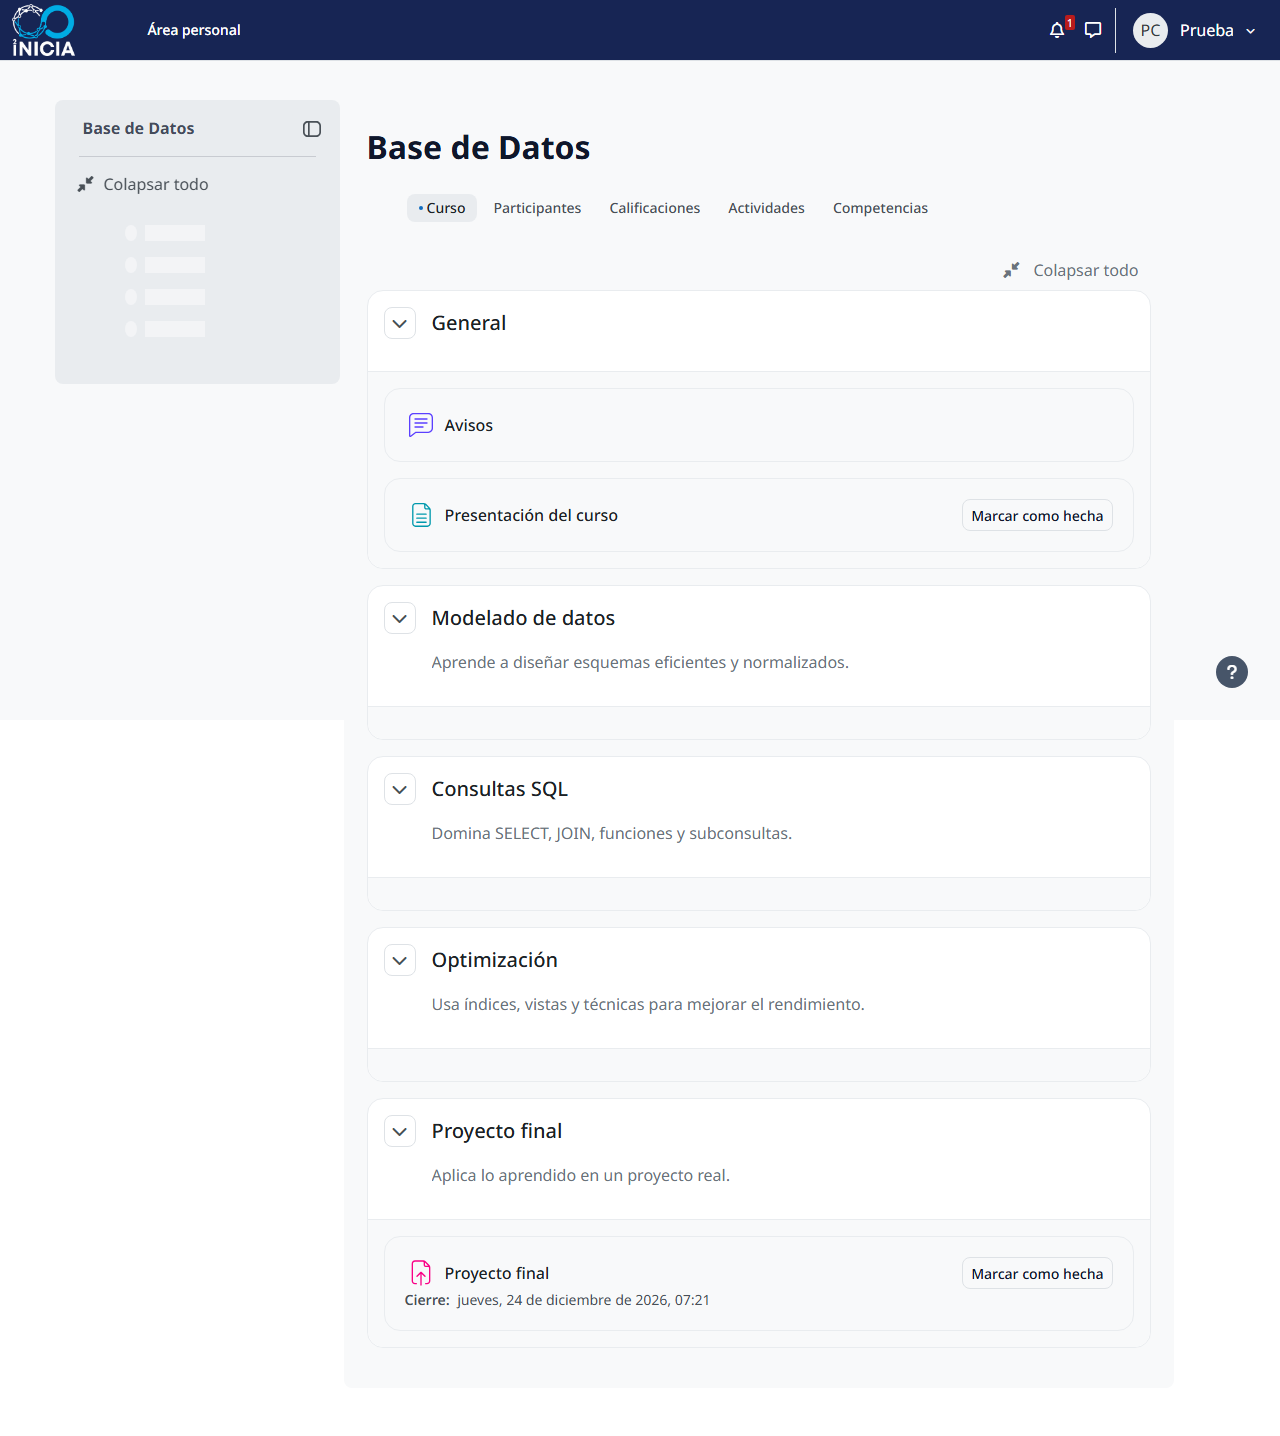 INICIA
Área personal
1
PC
Prueba
Base de Datos
Colapsar todo
Base de Datos
• Curso
Participantes
Calificaciones
Actividades
Competencias
Colapsar todo
General
Avisos
Presentación del curso
Marcar como hecha
Modelado de datos
Aprende a diseñar esquemas eficientes y normalizados.
?
Consultas SQL
Domina SELECT, JOIN, funciones y subconsultas.
Optimización
Usa índices, vistas y técnicas para mejorar el rendimiento.
Proyecto final
Aplica lo aprendido en un proyecto real.
Proyecto final
Marcar como hecha
Cierre: jueves, 24 de diciembre de 2026, 07:21